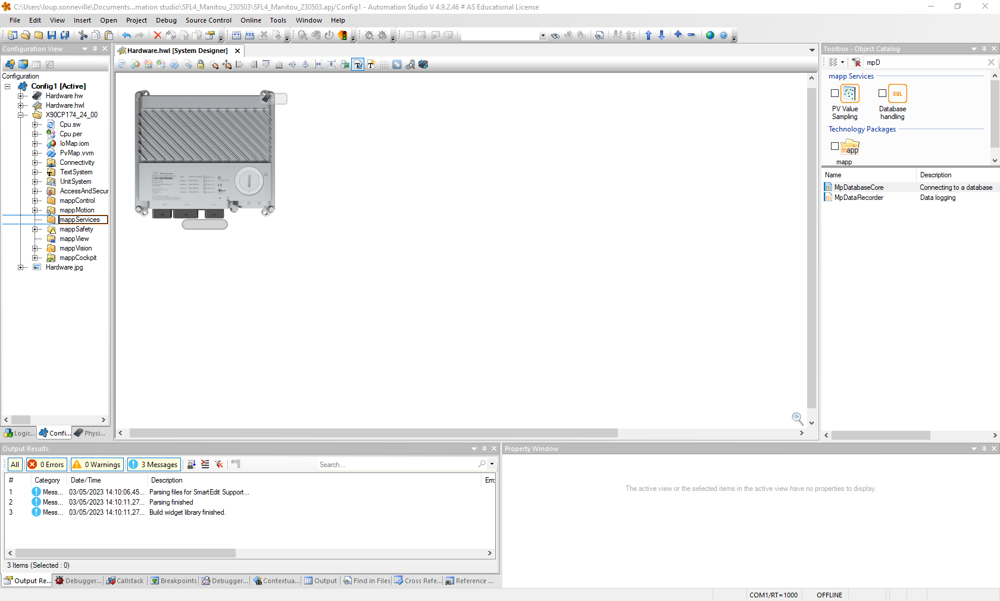 C:\Users\loup.sonneville\Documents...mation studio\SFL4_Manitou_230503\SFL4_Manitou_230503.apj/Config1 - Automation Studio V 4.9.2.46 # AS Educational License
File Edit View Insert Open Project Debug Source Control Online Tools Window Help
Configuration View
Hardware.hwl [System Designer]
Toolbox - Object Catalog
mpD
Configuration
Config1 [Active]
Hardware.hw
Hardware.hwl
X90CP174_24_00
Cpu.sw
Cpu.per
IoMap.iom
PvMap.vvm
Connectivity
TextSystem
UnitSystem
AccessAndSecur
mappControl
mappMotion
mappServices
mappSafety
mappView
mappVision
mappCockpit
Hardware.jpg
mapp Services
PV Value Sampling
SQL
Database handling
Technology Packages
mapp
mapp
Name Description
MpDatabaseCore Connecting to a database
MpDataRecorder Data logging
Logic... Confi... Physi...
Output Results
All 0 Errors 0 Warnings 3 Messages Search...
# Category Date/Time Description Errc
1 Mess... 03/05/2023 14:10:06,45... Parsing files for SmartEdit Support...
2 Mess... 03/05/2023 14:10:11,27... Parsing finished
3 Mess... 03/05/2023 14:10:11,27... Build widget library finished.
3 Items (Selected : 0)
Output Re... Debugger... Callstack Breakpoints Debugger... Contextua... Output Find in Files Cross Refe... Reference ...
Property Window
The active view or the selected items in the active view have no properties to display.
COM1/RT=1000 OFFLINE